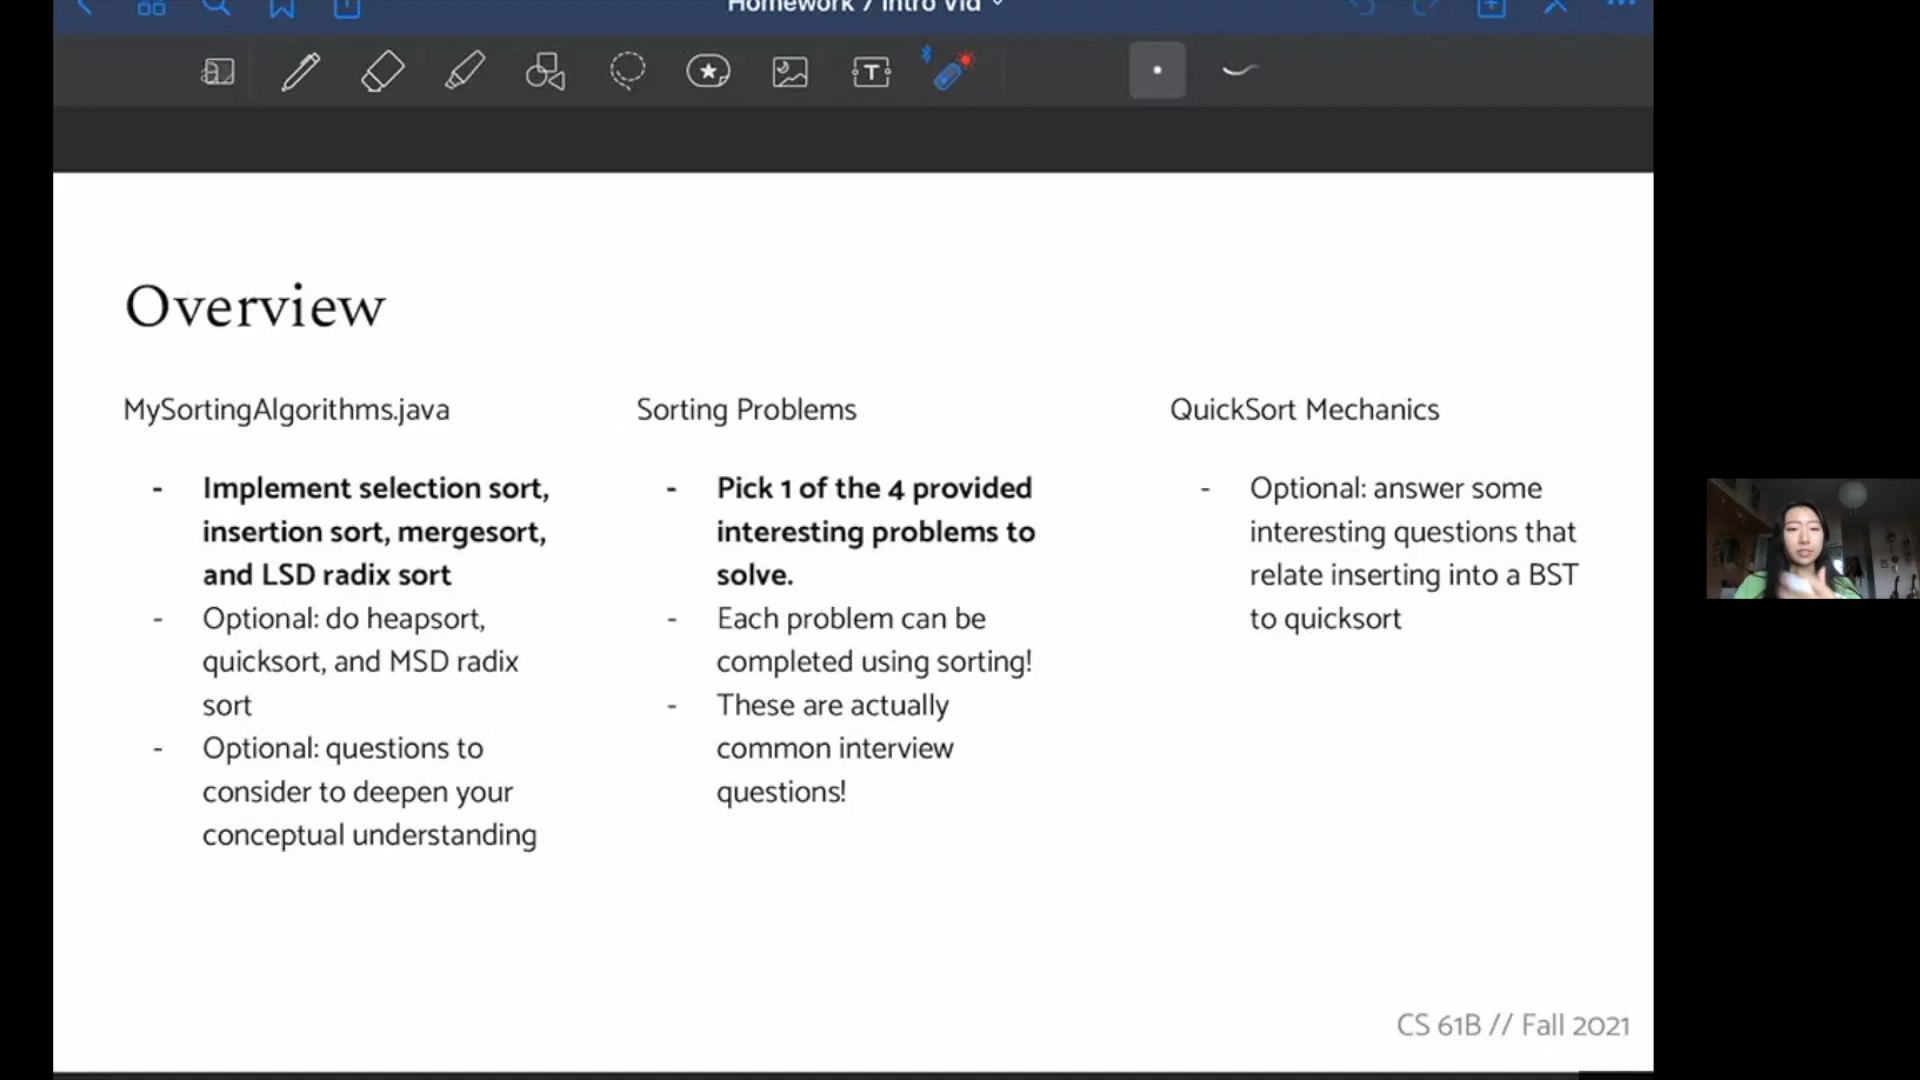 Homework 7 Intro Vid
T
Overview
MySortingAlgorithms.java
- Implement selection sort,
insertion sort, mergesort,
and LSD radix sort
- Optional: do heapsort,
quicksort, and MSD radix
sort
- Optional: questions to
consider to deepen your
conceptual understanding
Sorting Problems
- Pick 1 of the 4 provided
interesting problems to
solve.
- Each problem can be
completed using sorting!
- These are actually
common interview
questions!
QuickSort Mechanics
- Optional: answer some
interesting questions that
relate inserting into a BST
to quicksort
CS 61B // Fall 2021